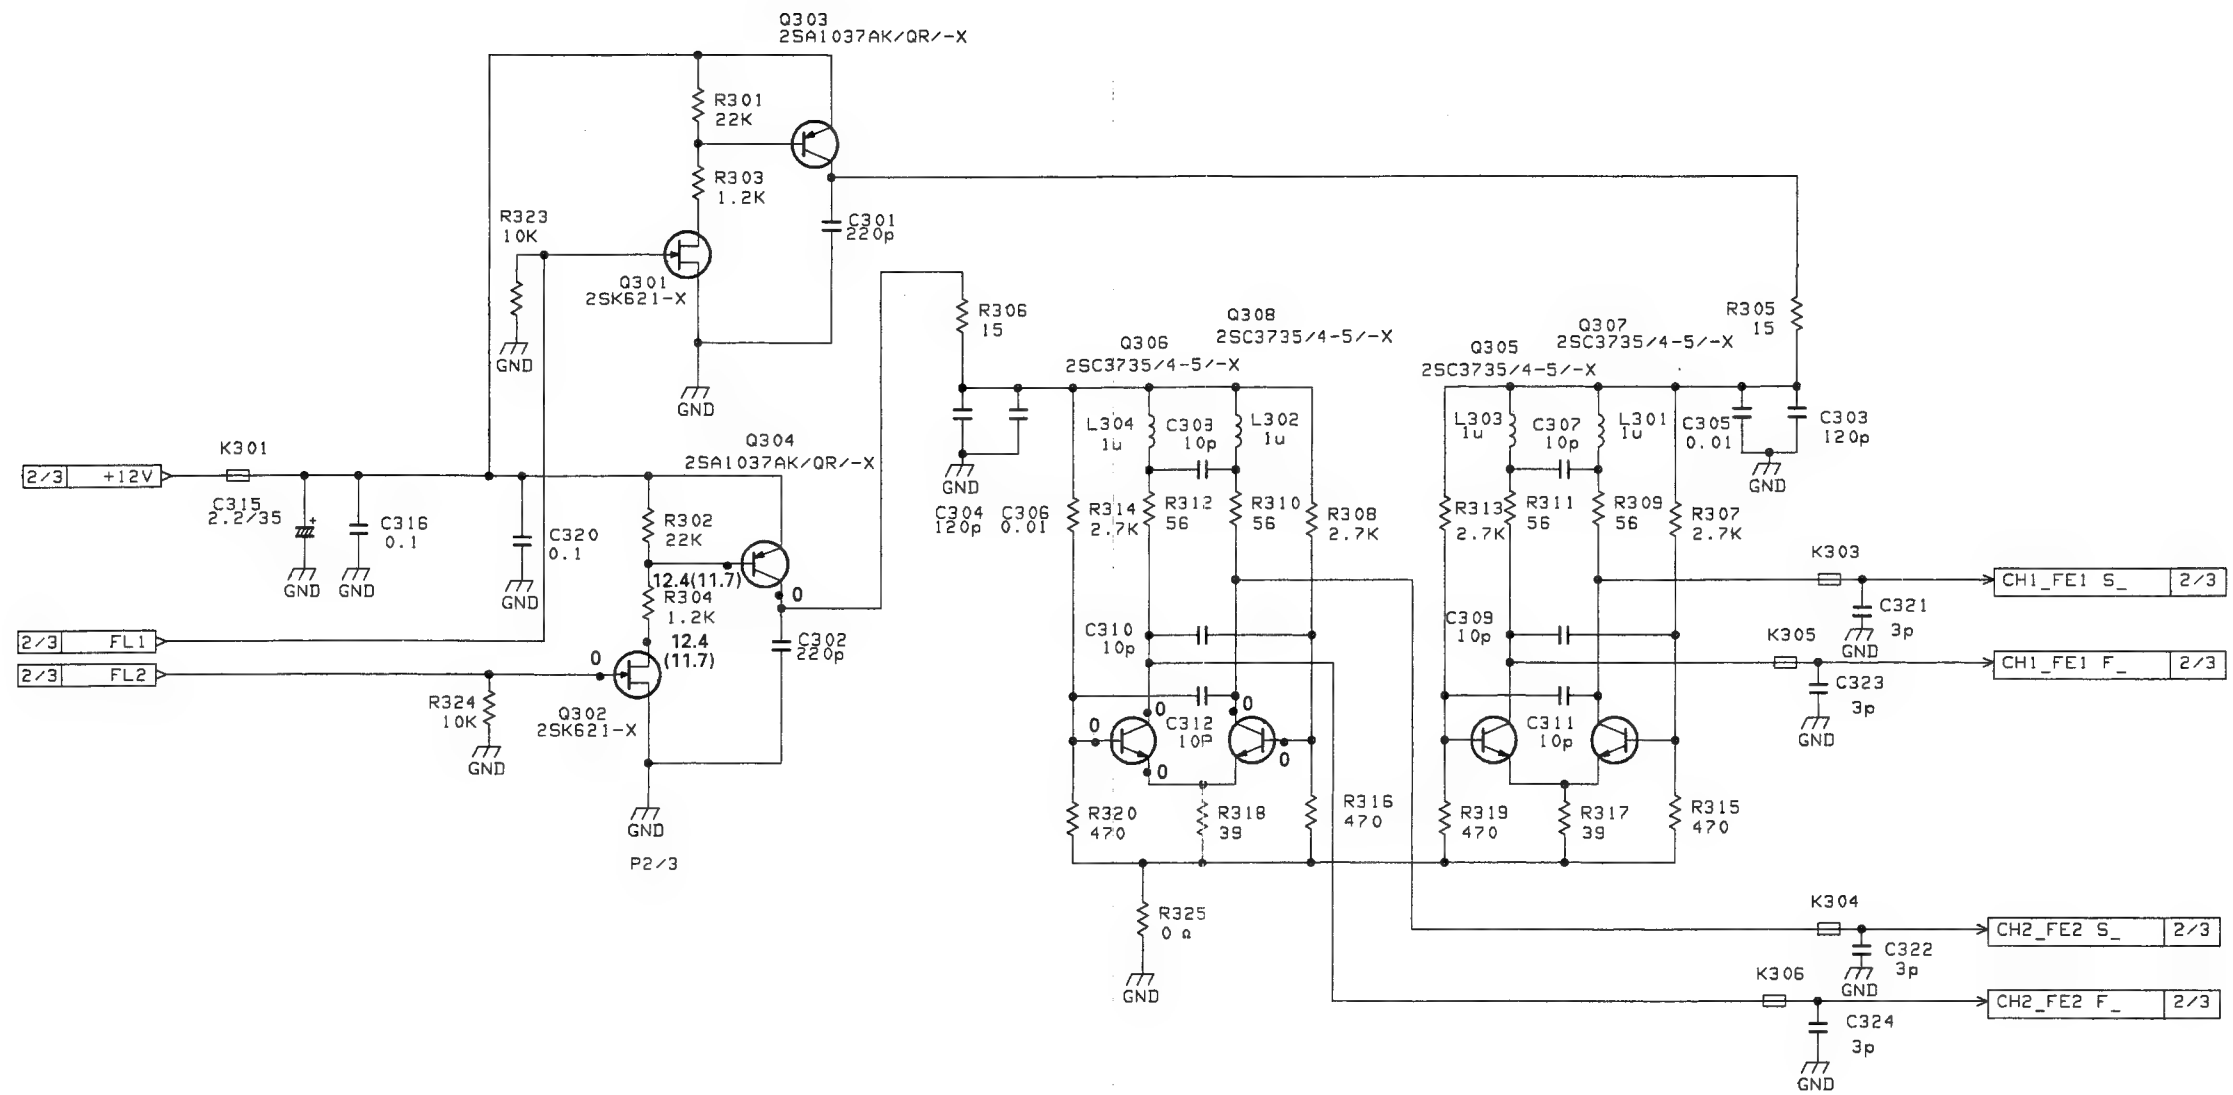 Q303
2SA1037AK/QR/-X
R301
22K
R303
1.2K
C301
220p
R323
10K
Q301
2SK621-X
GND
GND
R306
15
Q308
2SC3735/4-5/-X
Q306
2SC3735/4-5/-X
Q307
2SC3735/4-5/-X
Q305
2SC3735/4-5/-X
R305
15
K301
2/3 +12V
C315
2.2/35
+
C316
0.1
GND
GND
C320
0.1
GND
Q304
2SA1037AK/QR/-X
R302
22K
12.4(11.7)
R304
1.2K
0
12.4
(11.7)
0
C302
220p
2/3 FL1
2/3 FL2
R324
10K
GND
Q302
2SK621-X
GND
P2/3
GND
C304
120p
C306
0.01
L304
1u
C303
10p
L302
1u
R314
2.7K
R312
56
R310
56
R308
2.7K
C310
10p
C312
10P
0
0
0
0
0
R320
470
R318
39
R316
470
R325
0 Ω
GND
L303
1u
C307
10p
L301
1u
C305
0.01
C303
120p
GND
R313
2.7K
R311
56
R309
56
R307
2.7K
C309
10p
C311
10p
R319
470
R317
39
R315
470
K303
CH1_FE1 S_ 2/3
C321
3p
GND
K305
CH1_FE1 F_ 2/3
C323
3p
GND
K304
CH2_FE2 S_ 2/3
C322
3p
GND
K306
CH2_FE2 F_ 2/3
C324
3p
GND